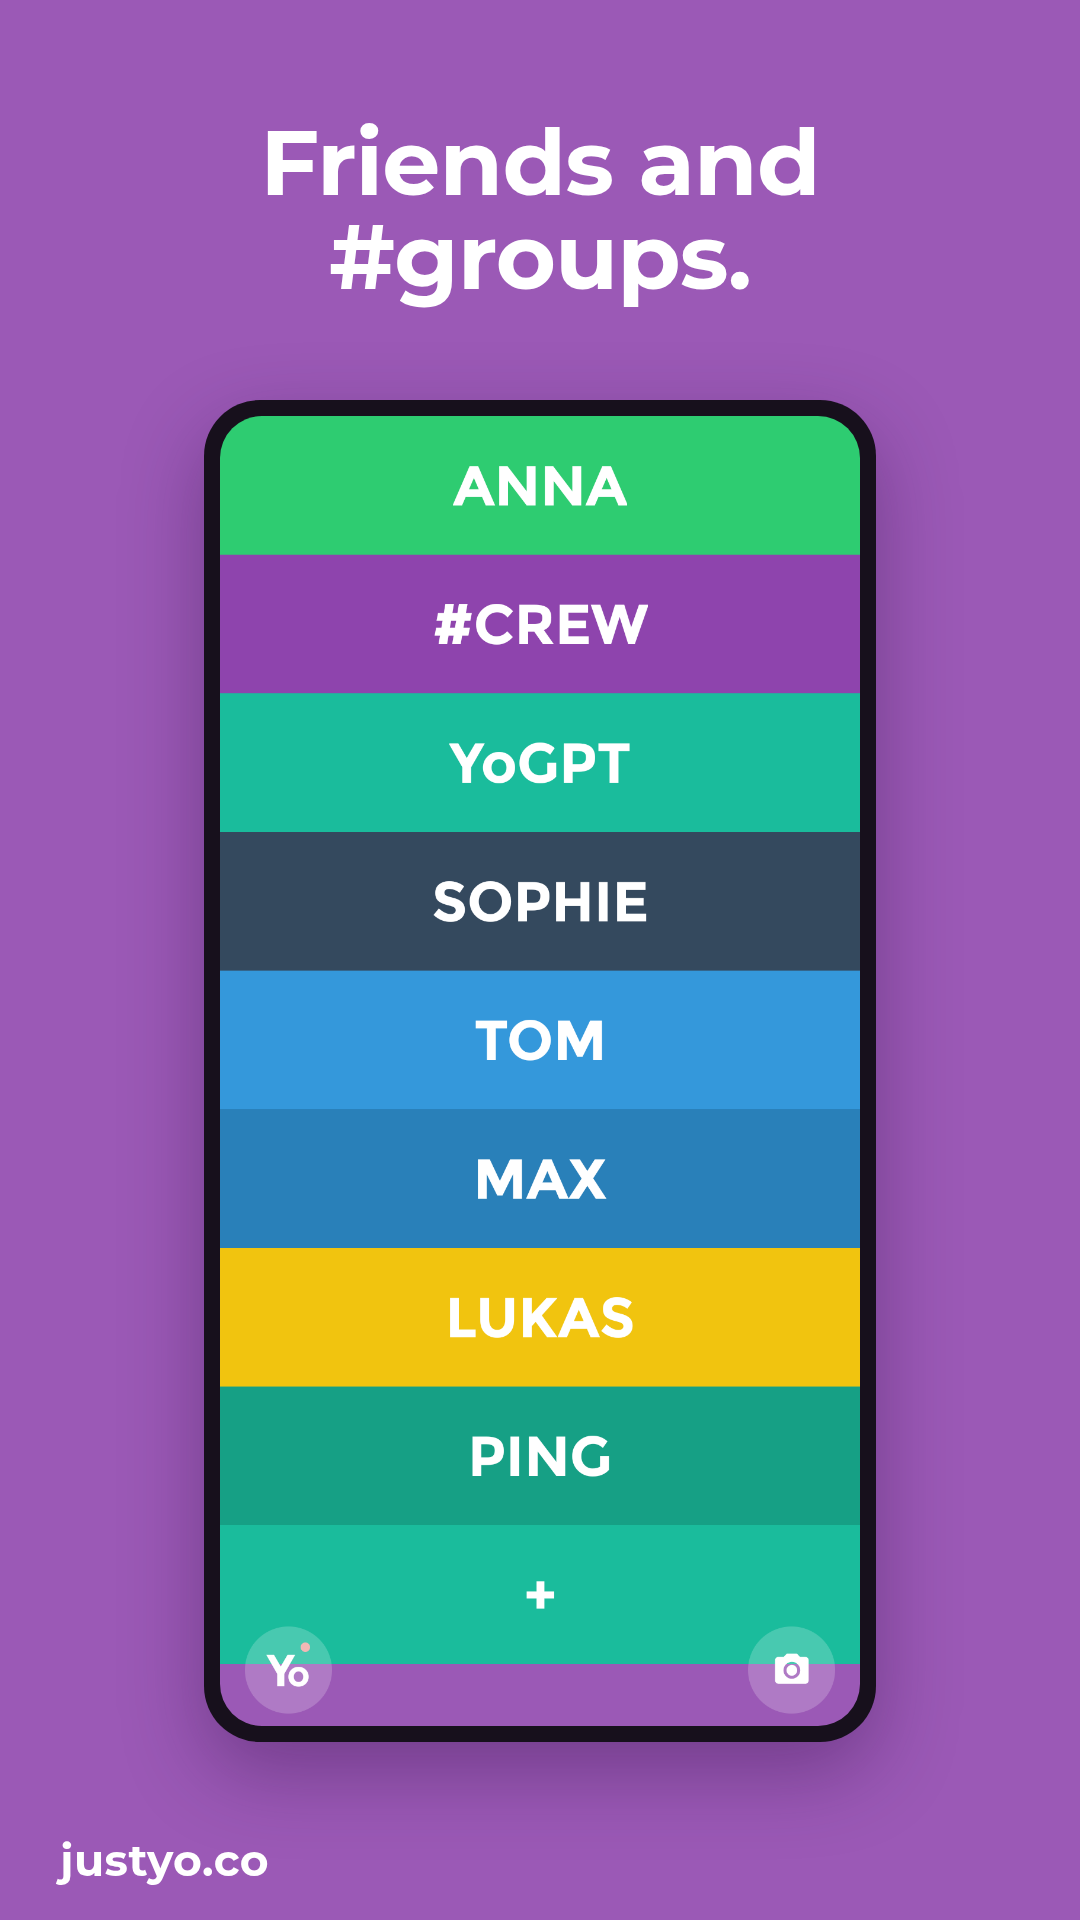 Friends and
#groups.
ANNA
#CREW
YoGPT
SOPHIE
TOM
MAX
LUKAS
PING
+
Yo
justyo.co